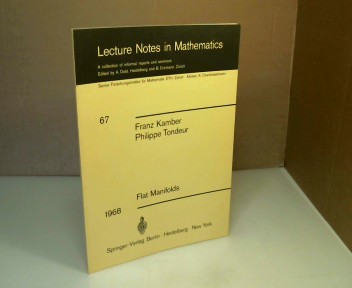 Lecture Notes in Mathematics
A collection of informal reports and seminars
Edited by A. Dold, Heidelberg and B. Eckmann, Zürich
Series: Forschungsinstitut für Mathematik, ETH, Zürich · Adviser: K. Chandrasekharan
67
Franz Kamber
Philippe Tondeur
Flat Manifolds
1968
Springer-Verlag Berlin · Heidelberg · New York